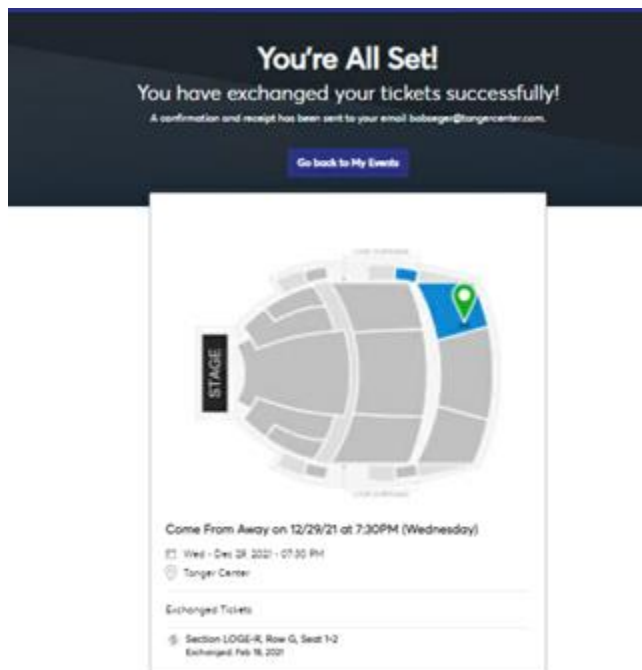 You're All Set!
You have exchanged your tickets successfully!
A confirmation and receipt has been sent to your email bobseger@tangercenter.com.
Go back to My Events
STAGE
Come From Away on 12/29/21 at 7:30PM (Wednesday)
Wed - Dec 29, 2021 - 07:30 PM
Tanger Center
Exchanged Tickets
Section LOGE-R, Row G, Seat 1-2
Exchanged: Feb 18, 2021